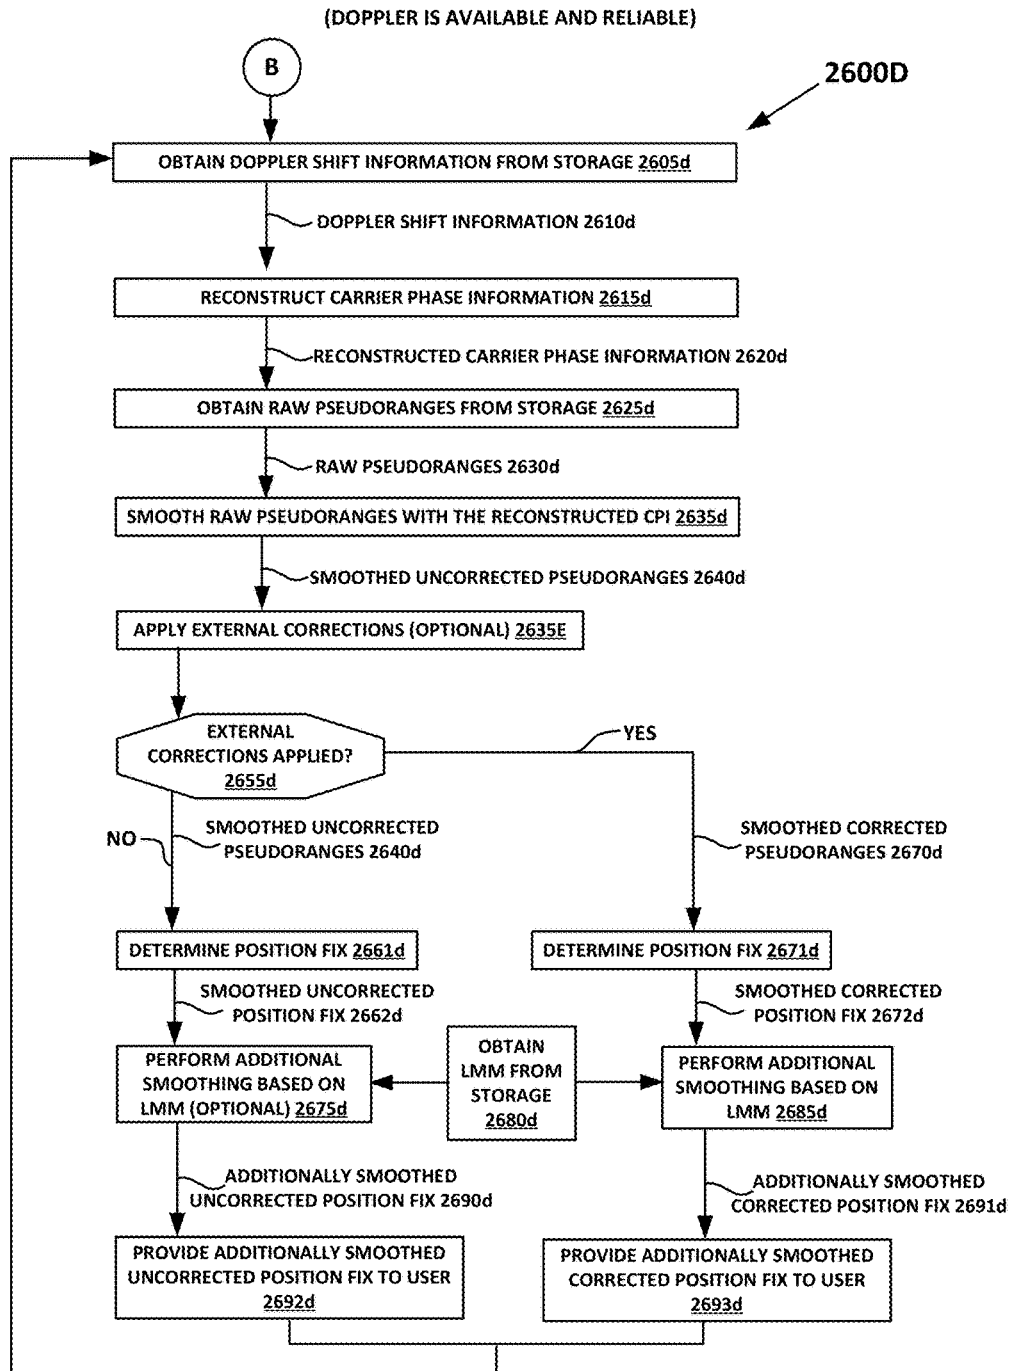 (DOPPLER IS AVAILABLE AND RELIABLE)
B
2600D
OBTAIN DOPPLER SHIFT INFORMATION FROM STORAGE 2605d
DOPPLER SHIFT INFORMATION 2610d
RECONSTRUCT CARRIER PHASE INFORMATION 2615d
RECONSTRUCTED CARRIER PHASE INFORMATION 2620d
OBTAIN RAW PSEUDORANGES FROM STORAGE 2625d
RAW PSEUDORANGES 2630d
SMOOTH RAW PSEUDORANGES WITH THE RECONSTRUCTED CPI 2635d
SMOOTHED UNCORRECTED PSEUDORANGES 2640d
APPLY EXTERNAL CORRECTIONS (OPTIONAL) 2635E
EXTERNAL
CORRECTIONS APPLIED?
2655d
YES
NO
SMOOTHED UNCORRECTED
PSEUDORANGES 2640d
SMOOTHED CORRECTED
PSEUDORANGES 2670d
DETERMINE POSITION FIX 2661d
DETERMINE POSITION FIX 2671d
SMOOTHED UNCORRECTED
POSITION FIX 2662d
SMOOTHED CORRECTED
POSITION FIX 2672d
PERFORM ADDITIONAL
SMOOTHING BASED ON
LMM (OPTIONAL) 2675d
OBTAIN
LMM FROM
STORAGE
2680d
PERFORM ADDITIONAL
SMOOTHING BASED ON
LMM 2685d
ADDITIONALLY SMOOTHED
UNCORRECTED POSITION FIX 2690d
ADDITIONALLY SMOOTHED
CORRECTED POSITION FIX 2691d
PROVIDE ADDITIONALLY SMOOTHED
UNCORRECTED POSITION FIX TO USER
2692d
PROVIDE ADDITIONALLY SMOOTHED
CORRECTED POSITION FIX TO USER
2693d